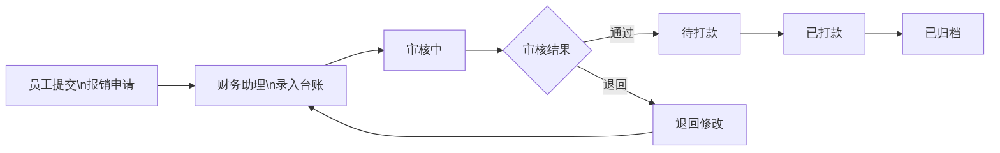 员工提交\n报销申请
财务助理\n录入台账
审核中
审核结果
通过
待打款
已打款
已归档
退回
退回修改